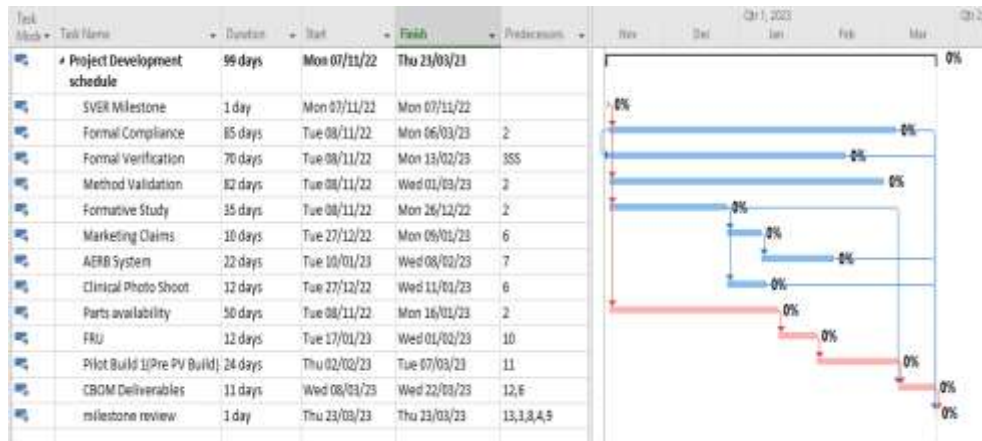 Task Qtr 1, 2023 Qtr 2
Mode Task Name Duration Start Finish Predecessors Nov Dec Jan Feb Mar
Project Development 99 days Mon 07/11/22 Thu 23/03/23 0%
schedule
SVER Milestone 1 day Mon 07/11/22 Mon 07/11/22 0%
Formal Compliance 85 days Tue 08/11/22 Mon 06/03/23 2 0%
Formal Verification 70 days Tue 08/11/22 Mon 13/02/23 3SS 0%
Method Validation 82 days Tue 08/11/22 Wed 01/03/23 2 0%
Formative Study 35 days Tue 08/11/22 Mon 26/12/22 2 0%
Marketing Claims 10 days Tue 27/12/22 Mon 09/01/23 6 0%
AERB System 22 days Tue 10/01/23 Wed 08/02/23 7 0%
Clinical Photo Shoot 12 days Tue 27/12/22 Wed 11/01/23 6 0%
Parts availability 50 days Tue 08/11/22 Mon 16/01/23 2 0%
FRU 12 days Tue 17/01/23 Wed 01/02/23 10 0%
Pilot Build 1(Pre PV Build) 24 days Thu 02/02/23 Tue 07/03/23 11 0%
CBOM Deliverables 11 days Wed 08/03/23 Wed 22/03/23 12,6 0%
milestone review 1 day Thu 23/03/23 Thu 23/03/23 13,3,8,4,9 0%